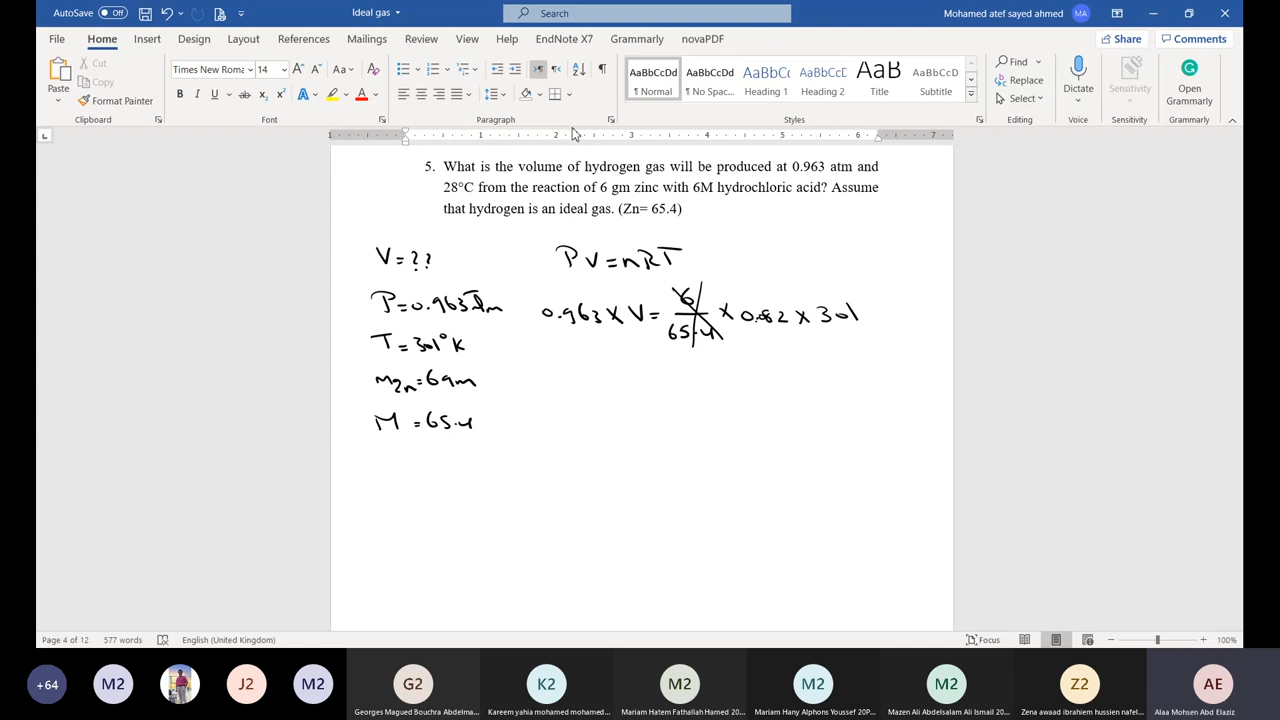 AutoSave Off Ideal gas Search Mohamed atef sayed ahmed MA
File Home Insert Design Layout References Mailings Review View Help EndNote X7 Grammarly novaPDF Share Comments
Paste Cut Copy Format Painter Clipboard
Times New Roma 14 Font
Paragraph
AaBbCcDd ¶ Normal AaBbCcDd ¶ No Spac... AaBbCc Heading 1 AaBbCcC Heading 2 AaB Title AaBbCcD Subtitle Styles
Find Replace Select Editing
Dictate Voice
Sensitivity Sensitivity
Open Grammarly Grammarly
1 1 2 3 4 5 6 7
5. What is the volume of hydrogen gas will be produced at 0.963 atm and
28°C from the reaction of 6 gm zinc with 6M hydrochloric acid? Assume
that hydrogen is an ideal gas. (Zn= 65.4)
V = ??
PV = nRT
P = 0.963
0.963 × V = 6/65.4 × 0.082 × 301
T = 301°K
mZn = 6gm
M = 65.4
Page 4 of 12 577 words English (United Kingdom) Focus 100%
+64 M2 J2 M2 G2 K2 M2 M2 M2 Z2 AE
Georges Magued Bouchra Abdelma... Kareem yahia mohamed mohamed... Mariam Hatem Fathallah Hamed 20... Mariam Hany Alphons Youssef 20P... Mazen Ali Abdelsalam Ali Ismail 20... Zena awaad ibrahiem hussien nafel... Alaa Mohsen Abd Elaziz